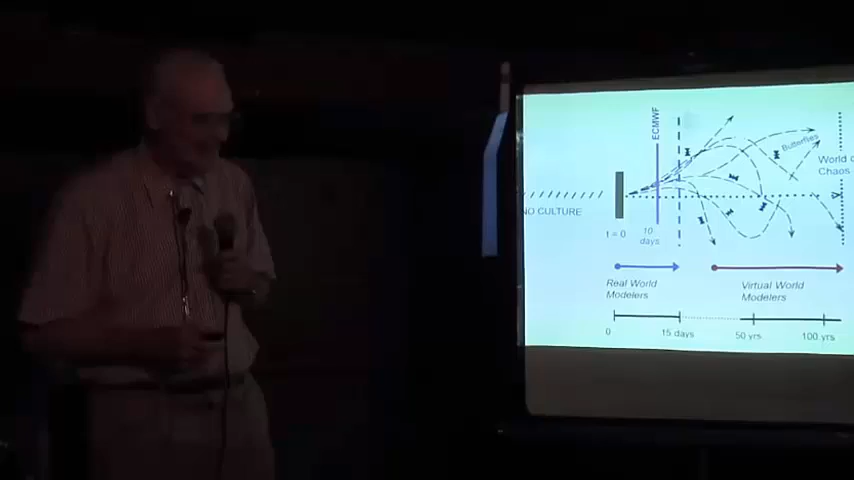 ECMWF
Butterflies
World
Chaos
NO CULTURE
t = 0
10
days
Real World
Modelers
Virtual World
Modelers
0
15 days
50 yrs
100 yrs